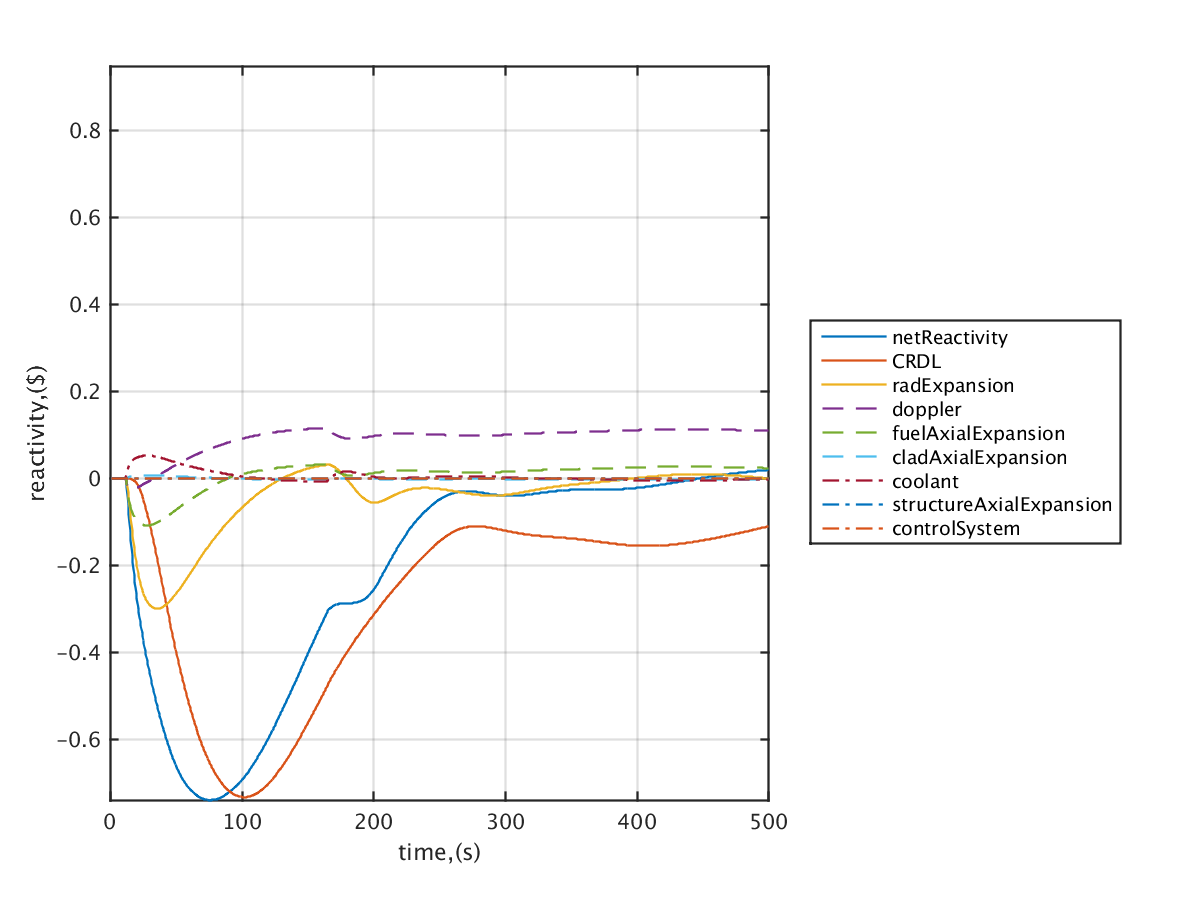 0.8
0.6
0.4
0.2
0
−0.2
−0.4
−0.6
reactivity,($)
0 100 200 300 400 500
time,(s)
netReactivity
CRDL
radExpansion
doppler
fuelAxialExpansion
cladAxialExpansion
coolant
structureAxialExpansion
controlSystem